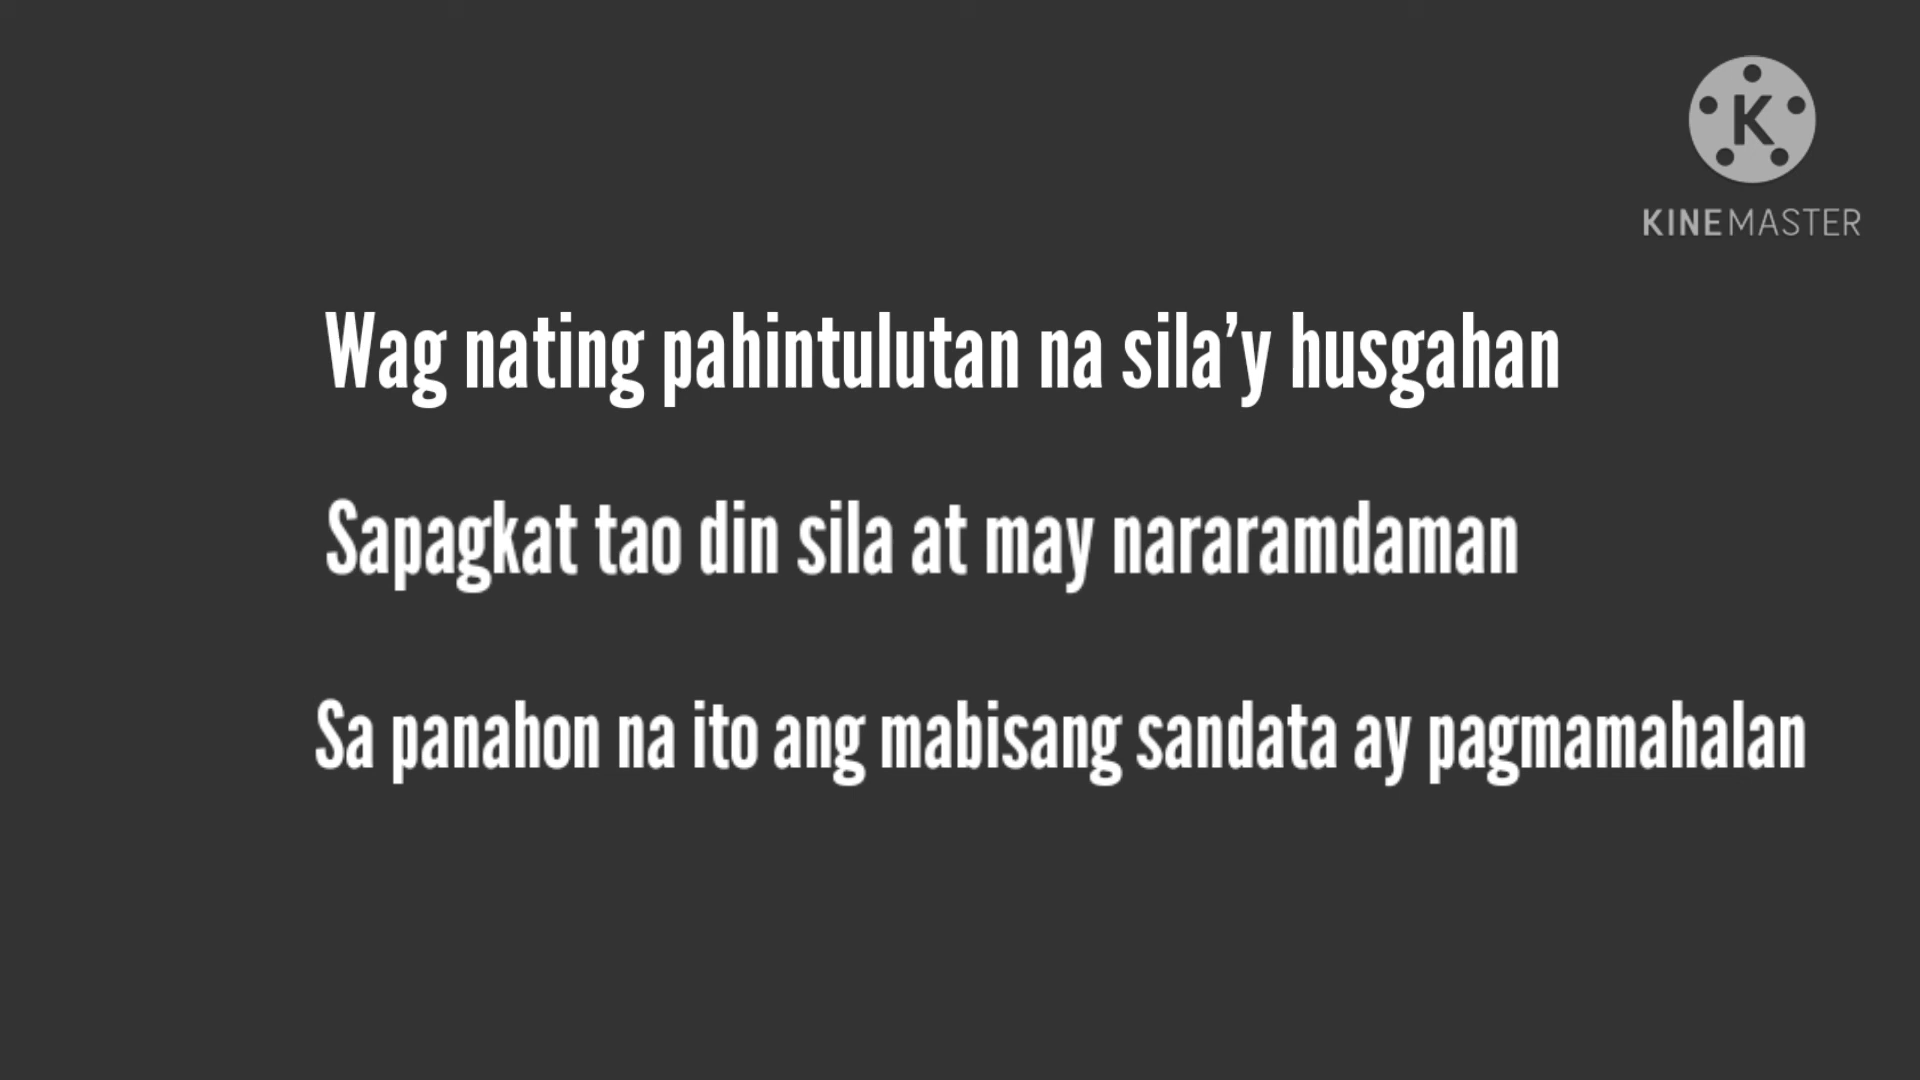 K
KINEMASTER
Wag nating pahintulutan na sila’y husgahan
Sapagkat tao din sila at may nararamdaman
Sa panahon na ito ang mabisang sandata ay pagmamahalan